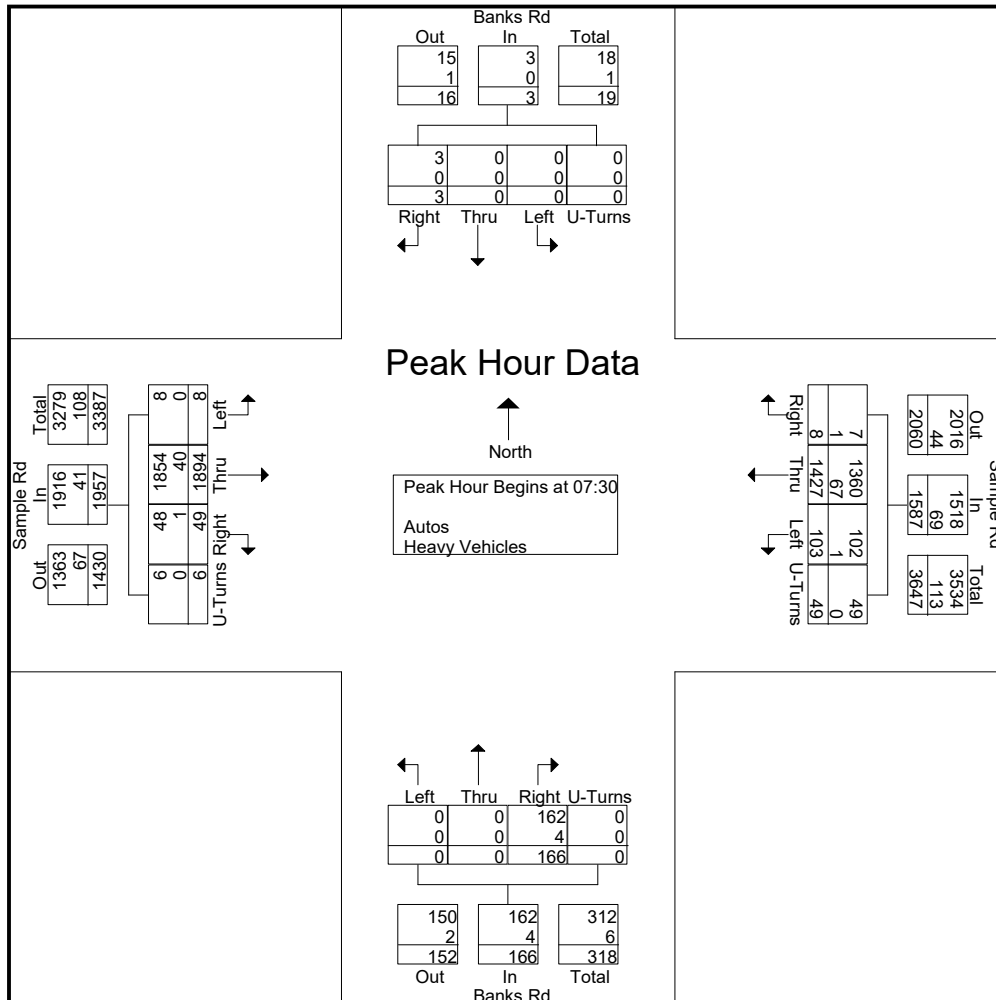 Banks Rd
Out In Total
15 3 18
1 0 1
16 3 19
3 0 0 0
0 0 0 0
3 0 0 0
Right Thru Left U-Turns
Peak Hour Data
North
Peak Hour Begins at 07:30
Autos
Heavy Vehicles
Sample Rd
Total In Out
3279 1916 1363
108 41 67
3387 1957 1430
8 1854 48 6
0 40 1 0
8 1894 49 6
Left Thru Right U-Turns
Sample Rd
Out In Total
2016 1518 3534
44 69 113
2060 1587 3647
7 1360 102 49
1 67 1 0
8 1427 103 49
Right Thru Left U-Turns
Left Thru Right U-Turns
0 0 162 0
0 0 4 0
0 0 166 0
150 162 312
2 4 6
152 166 318
Out In Total
Banks Rd